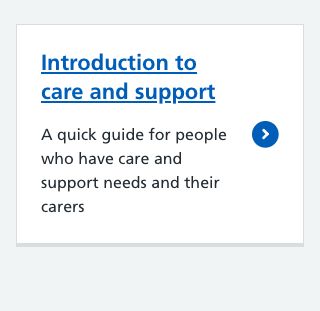 Introduction to
care and support
A quick guide for people
who have care and
support needs and their
carers